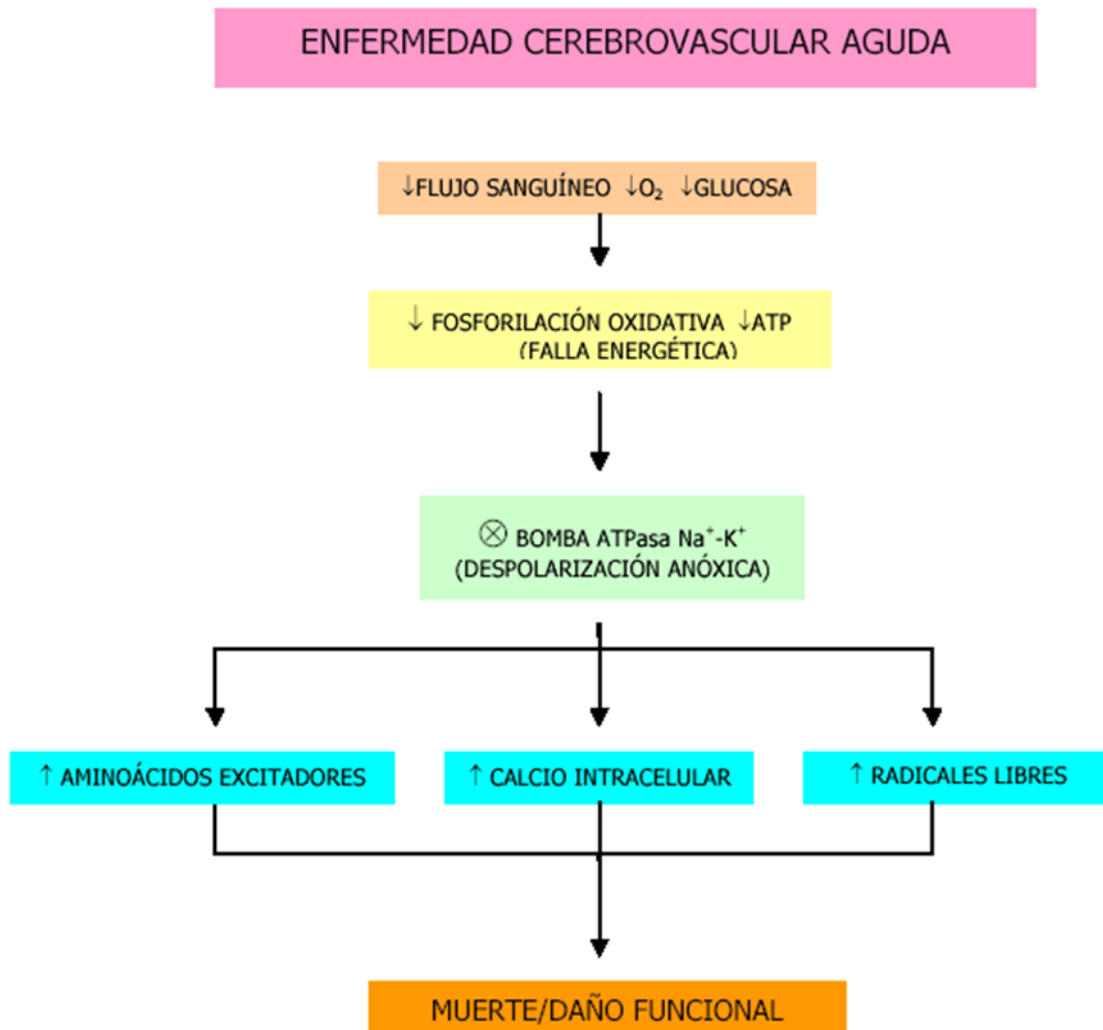 ENFERMEDAD CEREBROVASCULAR AGUDA
↓FLUJO SANGUÍNEO ↓O₂ ↓GLUCOSA
↓ FOSFORILACIÓN OXIDATIVA ↓ATP
(FALLA ENERGÉTICA)
⊗ BOMBA ATPasa Na⁺-K⁺
(DESPOLARIZACIÓN ANÓXICA)
↑ AMINOÁCIDOS EXCITADORES
↑ CALCIO INTRACELULAR
↑ RADICALES LIBRES
MUERTE/DAÑO FUNCIONAL